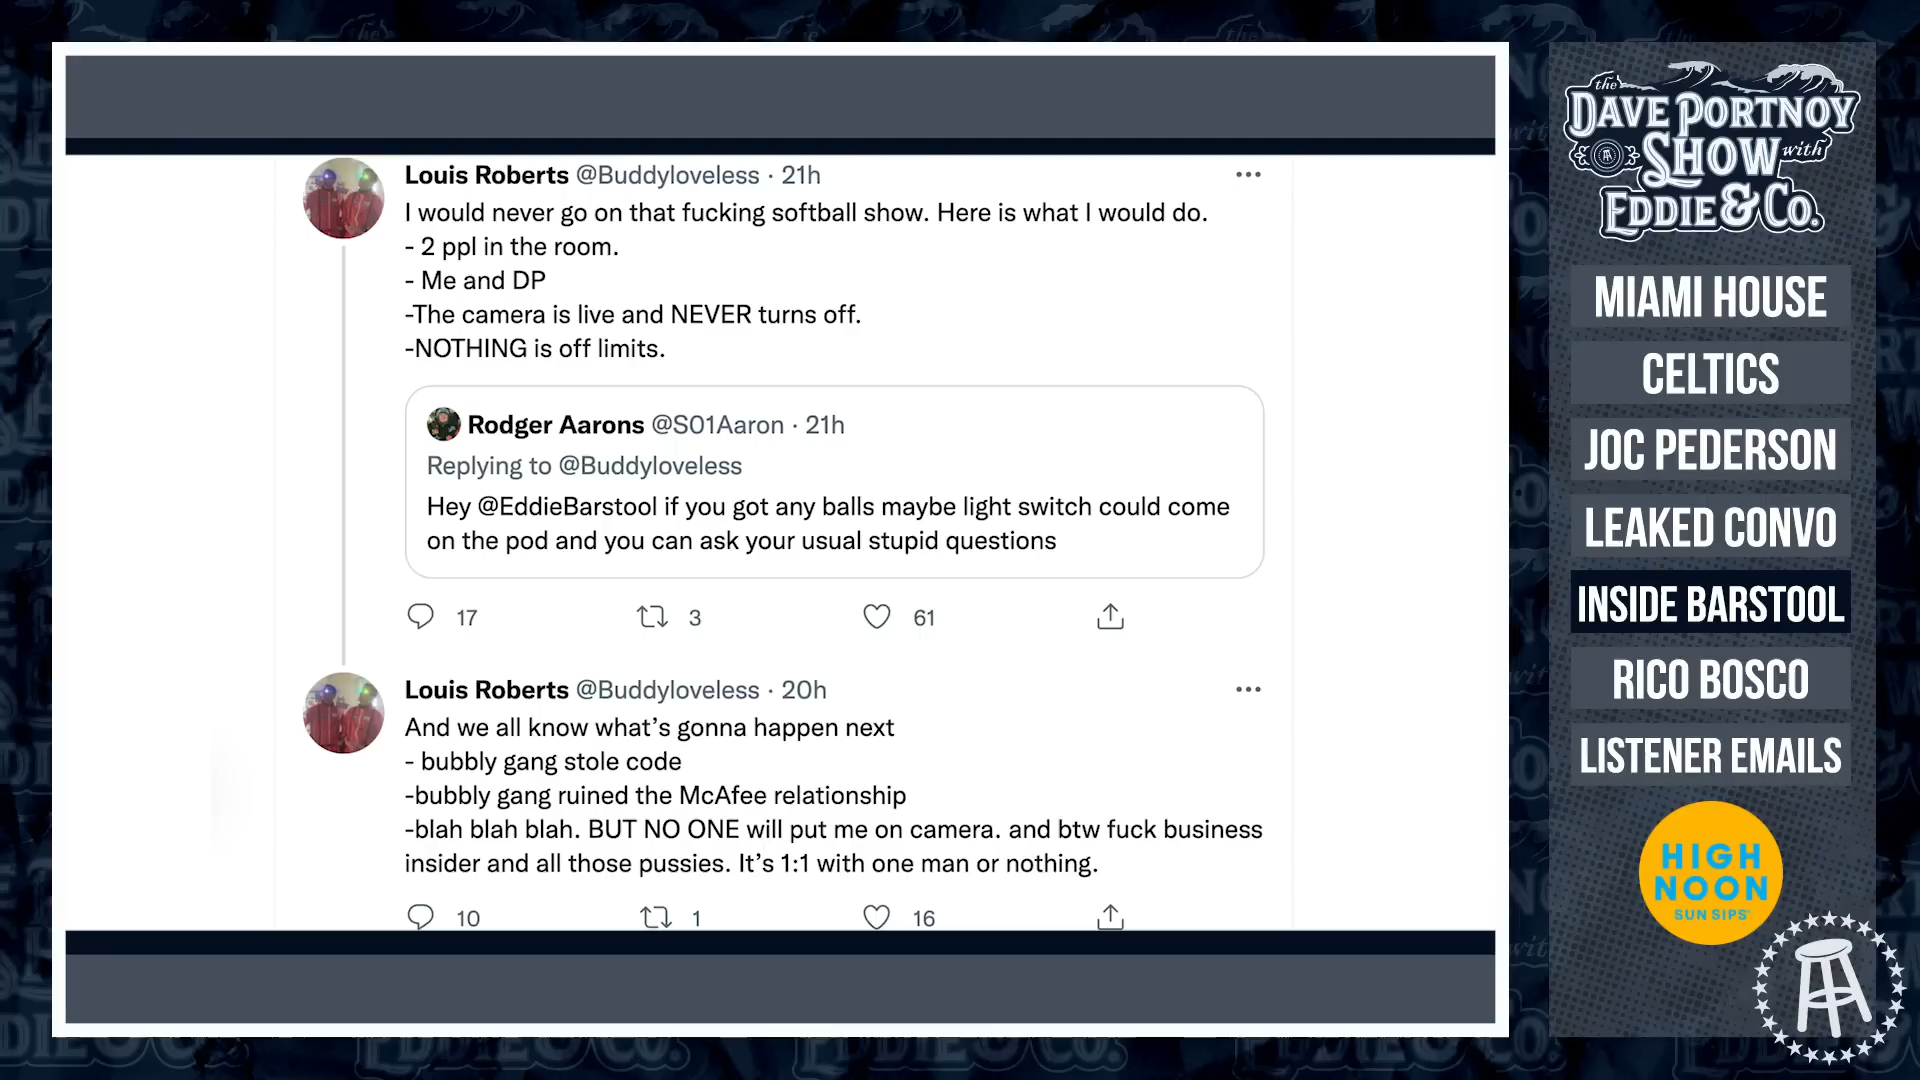 Louis Roberts @Buddyloveless · 21h
I would never go on that fucking softball show. Here is what I would do.
- 2 ppl in the room.
- Me and DP
-The camera is live and NEVER turns off.
-NOTHING is off limits.
Rodger Aarons @S01Aaron · 21h
Replying to @Buddyloveless
Hey @EddieBarstool if you got any balls maybe light switch could come
on the pod and you can ask your usual stupid questions
17 3 61
Louis Roberts @Buddyloveless · 20h
And we all know what’s gonna happen next
- bubbly gang stole code
-bubbly gang ruined the McAfee relationship
-blah blah blah. BUT NO ONE will put me on camera. and btw fuck business
insider and all those pussies. It’s 1:1 with one man or nothing.
10 1 16
the
DAVE PORTNOY
SHOW with
EDDIE & CO.
MIAMI HOUSE
CELTICS
JOC PEDERSON
LEAKED CONVO
INSIDE BARSTOOL
RICO BOSCO
LISTENER EMAILS
HIGH
NOON
SUN SIPS